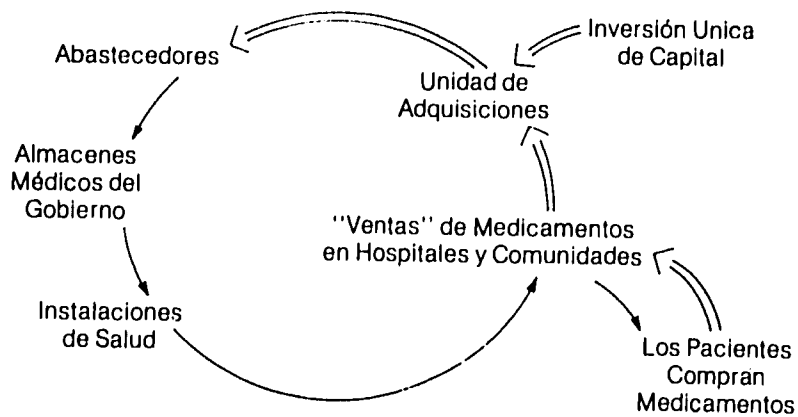 Inversión Unica
de Capital
Abastecedores
Unidad de
Adquisiciones
Almacenes
Médicos del
Gobierno
"Ventas" de Medicamentos
en Hospitales y Comunidades
Instalaciones
de Salud
Los Pacientes
Compran
Medicamentos